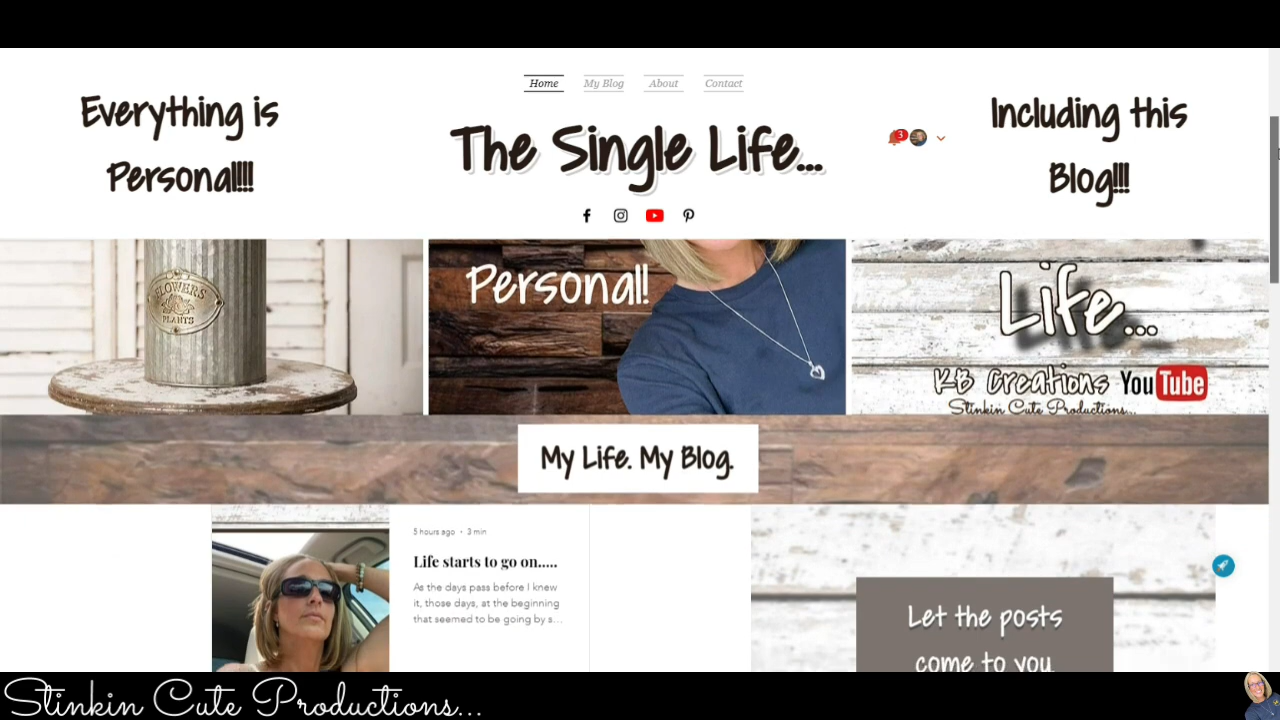 Home My Blog About Contact
Everything is
Personal!!!!
The Single Life...
3
Including this
Blog!!!
FLOWERS
PLANTS
Personal!
Life...
KB Creations YouTube
Stinkin Cute Productions...
My Life. My Blog.
5 hours ago · 3 min
Life starts to go on.....
As the days pass before I knew
it, those days, at the beginning
that seemed to be going by s...
Let the posts
come to you.
Stinkin Cute Productions...